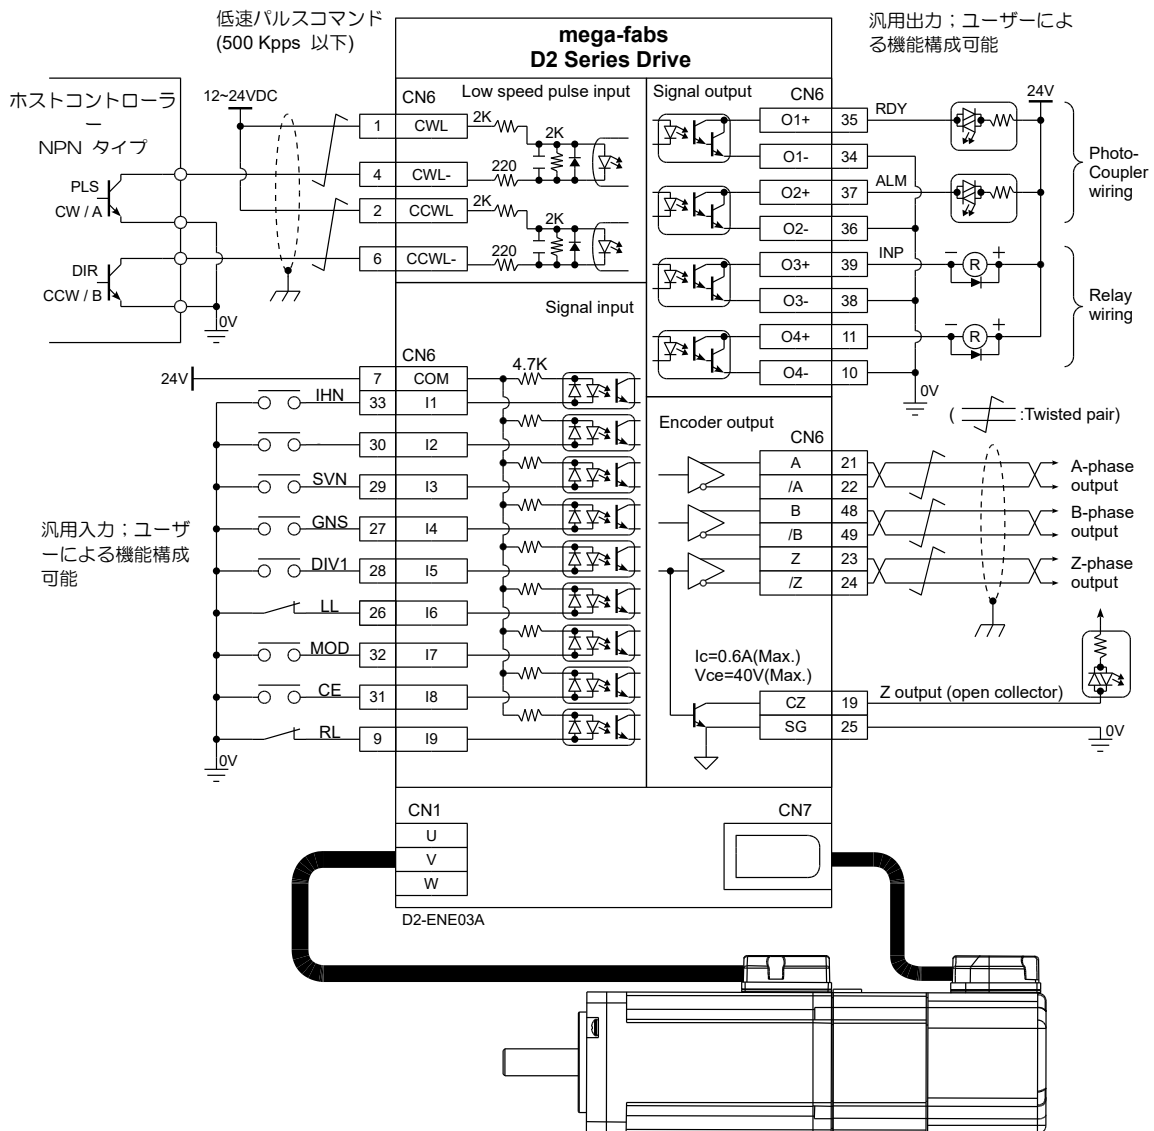 低速パルスコマンド
(500 Kpps 以下)
mega-fabs
D2 Series Drive
汎用出力；ユーザーによ
る機能構成可能
ホストコントローラ
ー
NPN タイプ
12~24VDC
PLS
CW / A
DIR
CCW / B
0V
CN6
Low speed pulse input
1 CWL 2K 2K
4 CWL- 220
2 CCWL 2K 2K
6 CCWL- 220
Signal output
CN6
24V
O1+ 35 RDY
O1- 34
O2+ 37 ALM
O2- 36
O3+ 39 INP R
O3- 38
O4+ 11 R
O4- 10
− +
− +
0V
Photo-
Coupler
wiring
Relay
wiring
Signal input
CN6
24V 7 COM 4.7K
IHN 33 I1
30 I2
SVN 29 I3
GNS 27 I4
DIV1 28 I5
LL 26 I6
MOD 32 I7
CE 31 I8
RL 9 I9
0V
汎用入力；ユーザ
ーによる機能構成
可能
( :Twisted pair)
Encoder output
CN6
A 21
/A 22
B 48
/B 49
Z 23
/Z 24
A-phase
output
B-phase
output
Z-phase
output
Ic=0.6A(Max.)
Vce=40V(Max.)
CZ 19 Z output (open collector)
SG 25
0V
CN1
U
V
W
CN7
D2-ENE03A